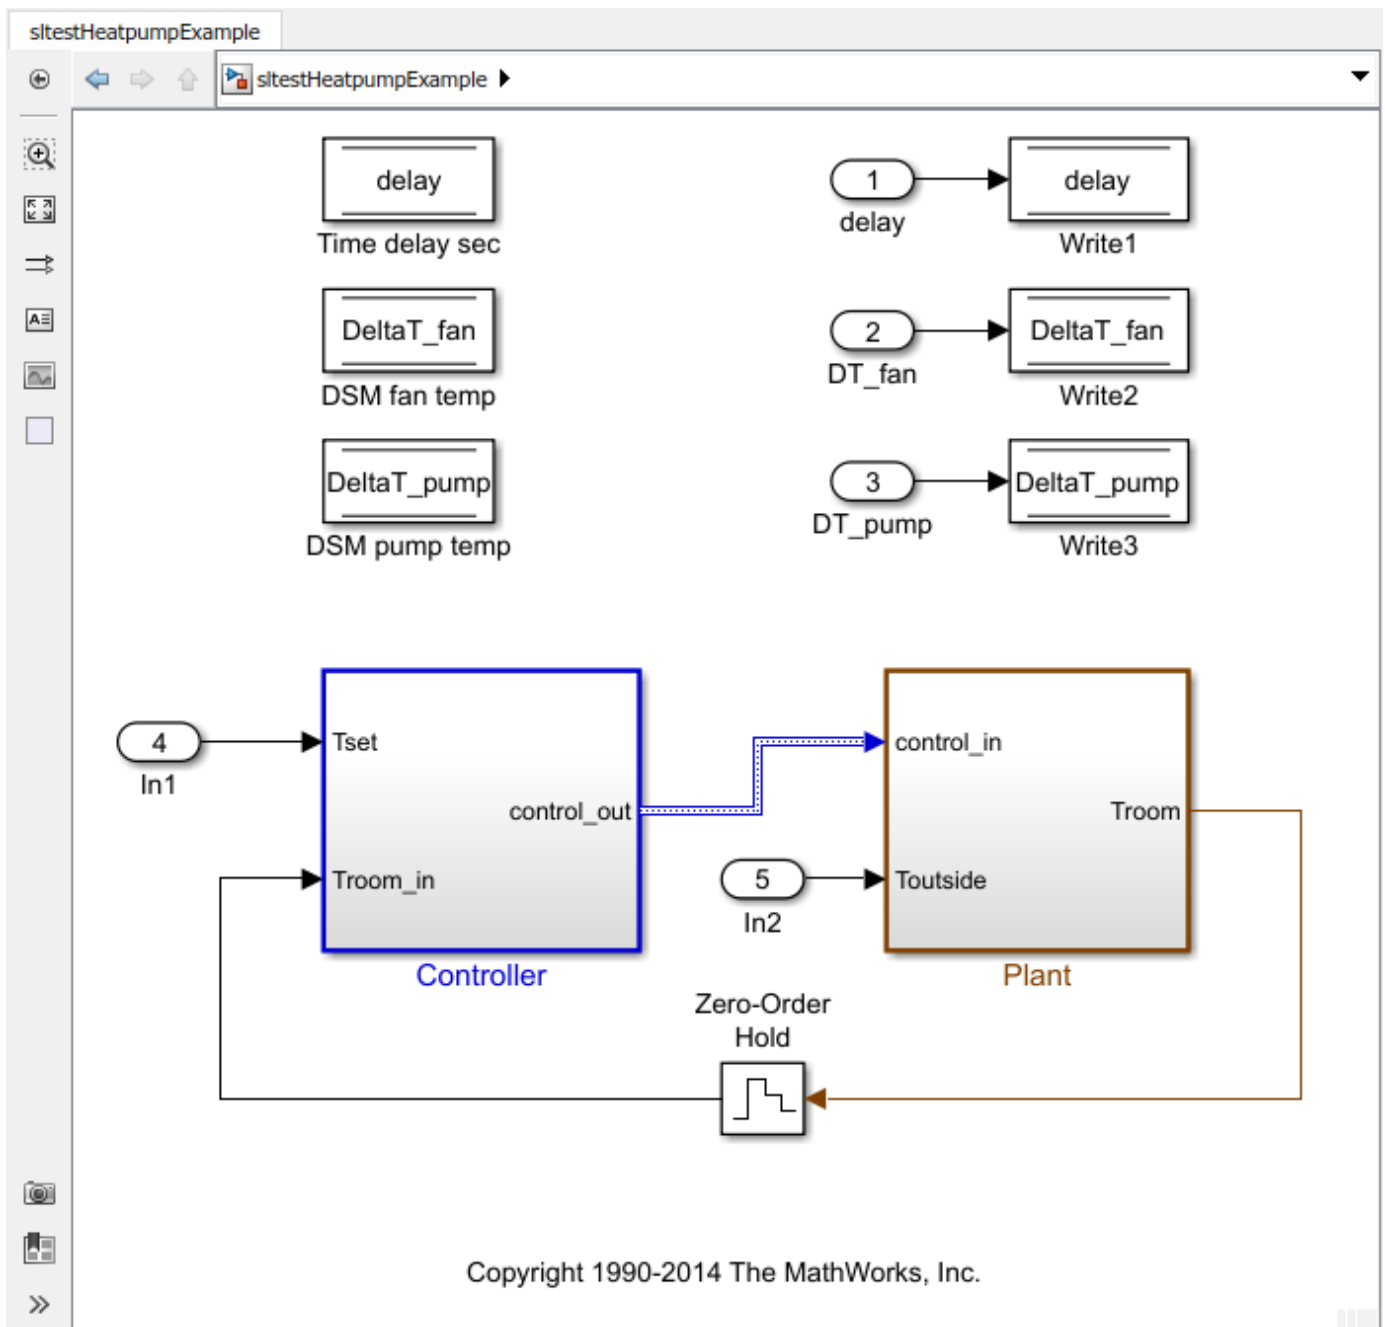 sltestHeatpumpExample
sltestHeatpumpExample
delay
Time delay sec
1
delay
delay
Write1
DeltaT_fan
DSM fan temp
2
DT_fan
DeltaT_fan
Write2
DeltaT_pump
DSM pump temp
3
DT_pump
DeltaT_pump
Write3
4
In1
Tset
control_out
Troom_in
Controller
control_in
Troom
5
In2
Toutside
Plant
Zero-Order
Hold
Copyright 1990-2014 The MathWorks, Inc.